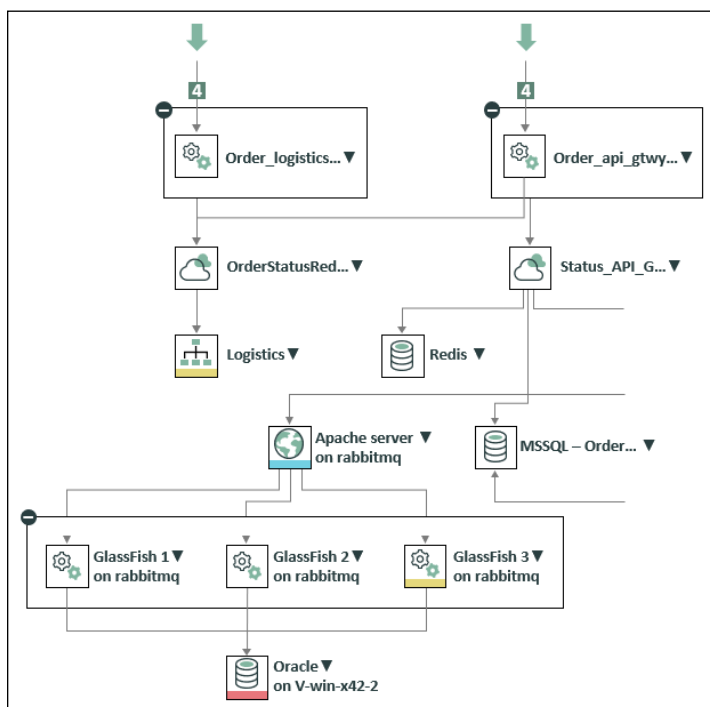 4
4
Order_logistics...▼
Order_api_gtwy...▼
OrderStatusRed...▼
Status_API_G...▼
Logistics▼
Redis ▼
Apache server ▼
on rabbitmq
MSSQL – Order... ▼
GlassFish 1▼
on rabbitmq
GlassFish 2▼
on rabbitmq
GlassFish 3▼
on rabbitmq
Oracle▼
on V-win-x42-2